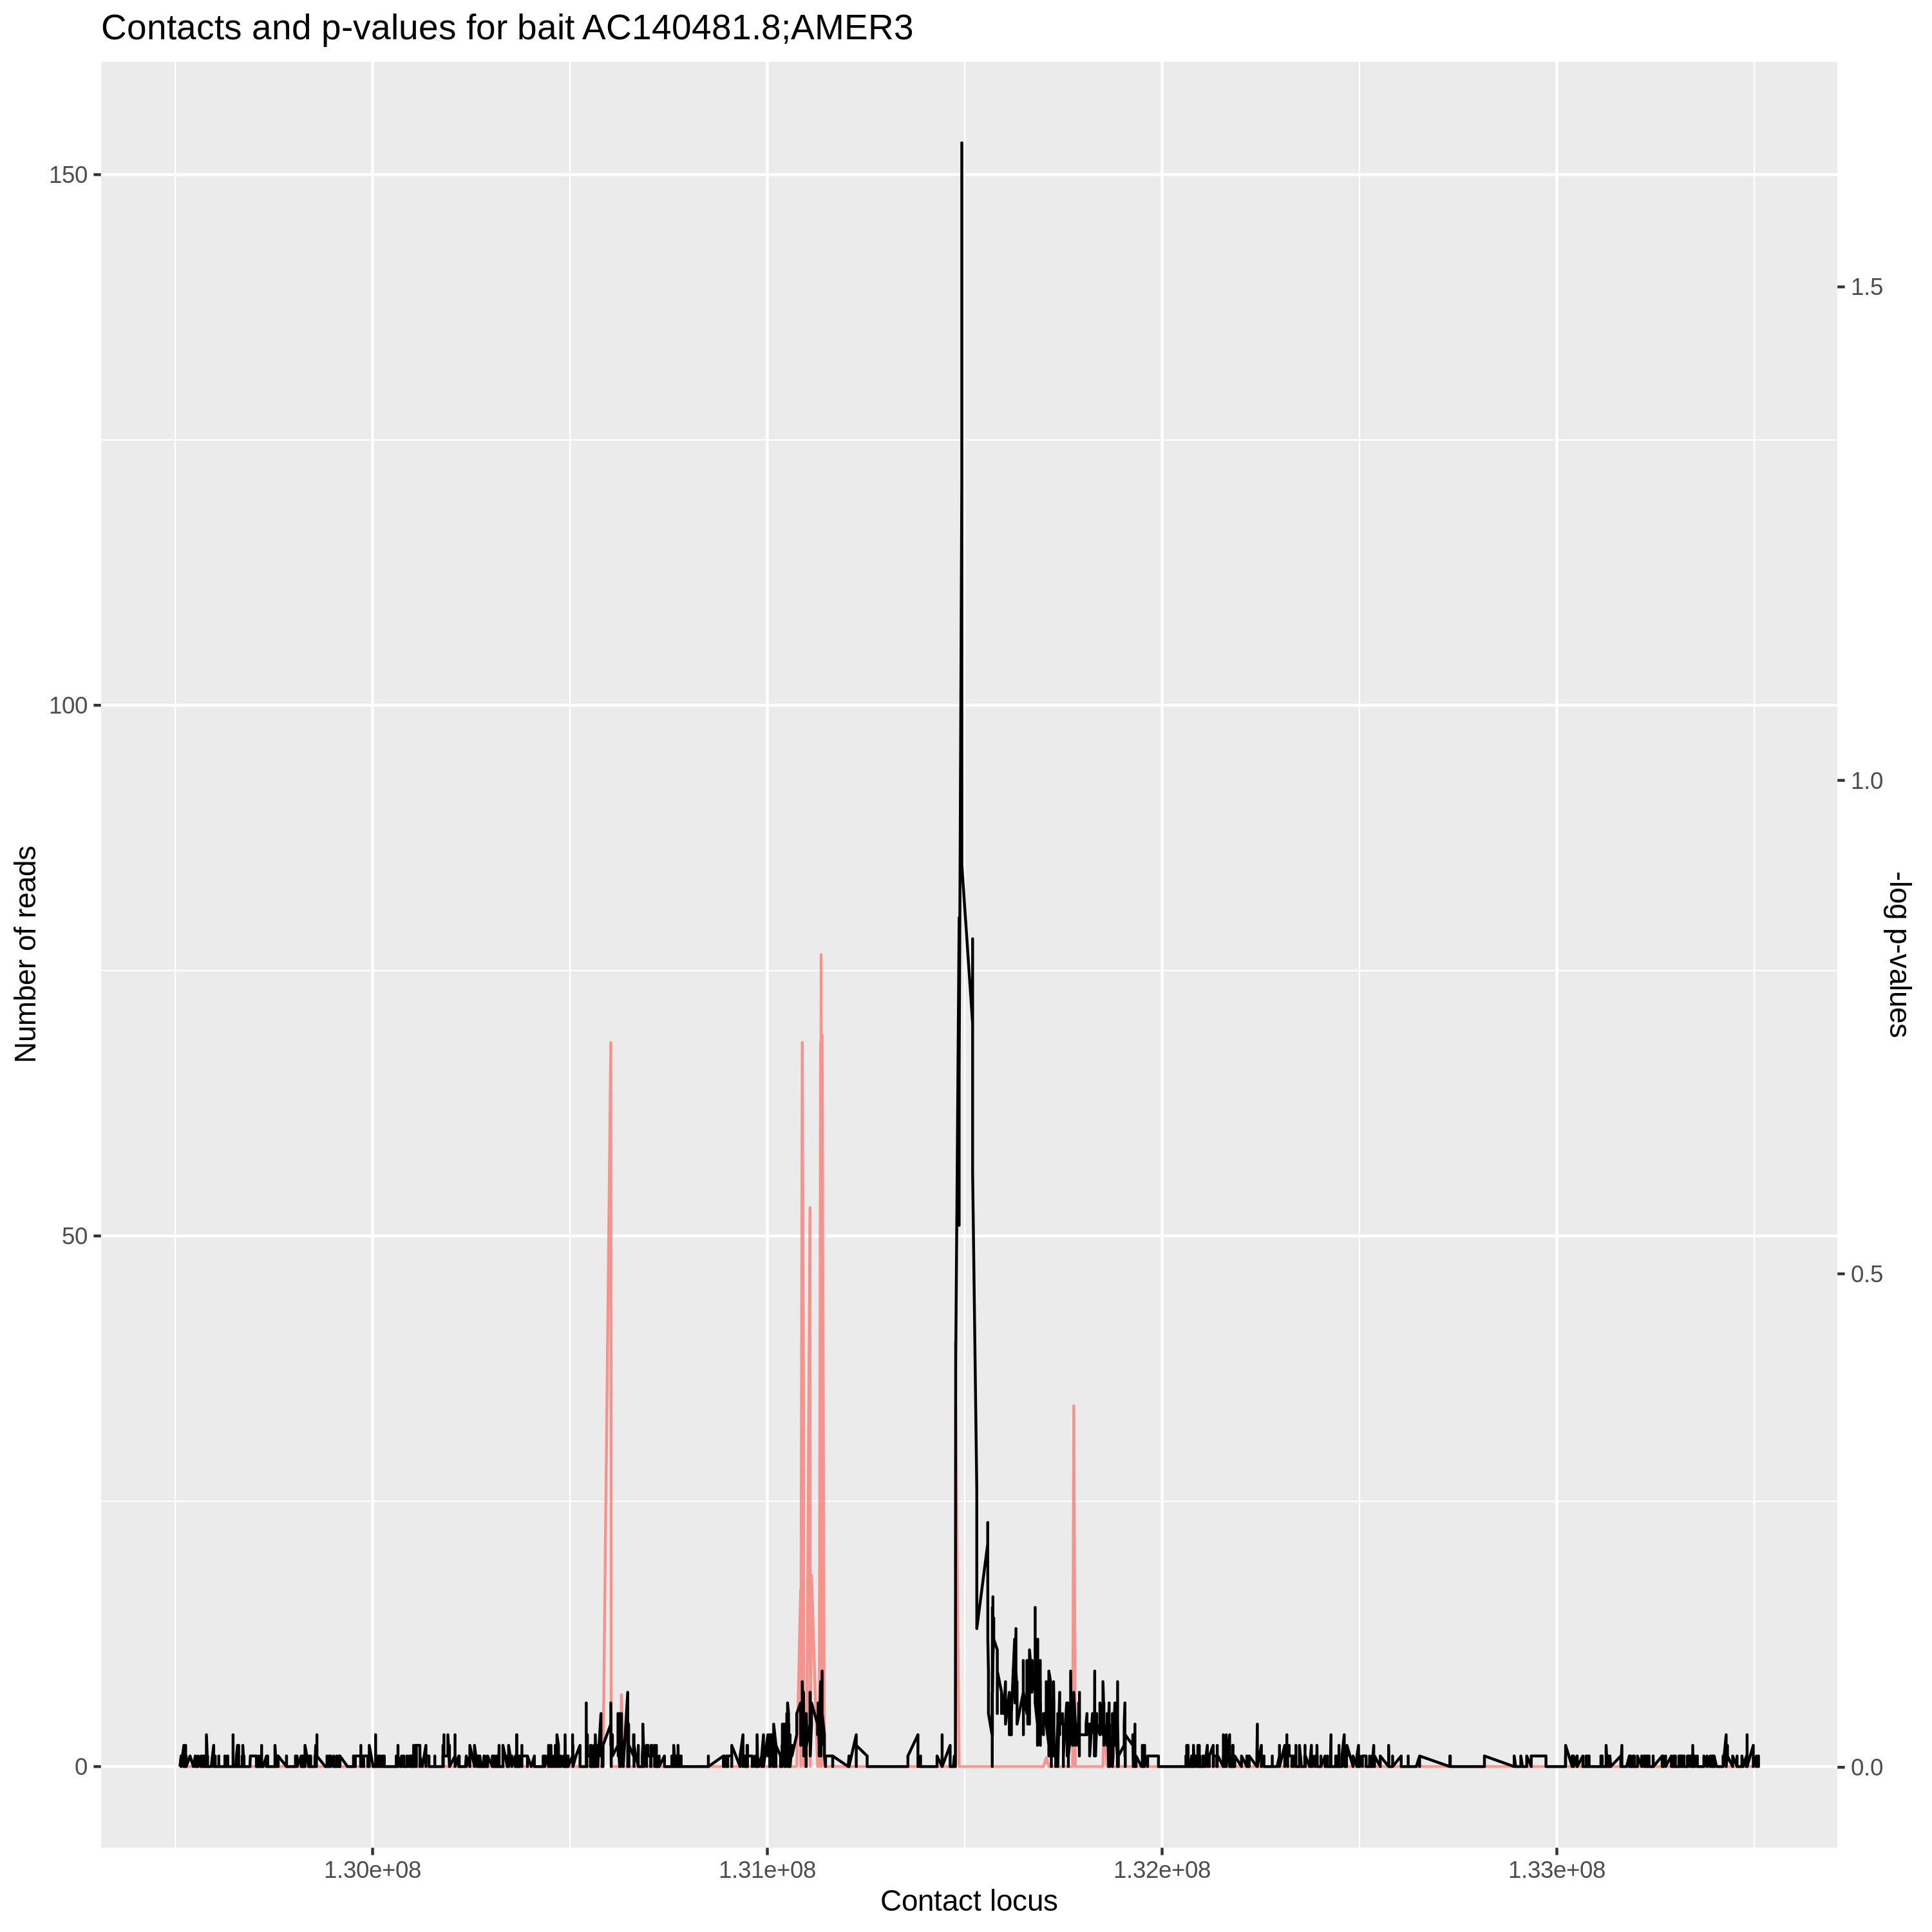 Contacts and p-values for bait AC140481.8;AMER3
150
100
50
0
Number of reads
1.5
1.0
0.5
0.0
-log p-values
1.30e+08 1.31e+08 1.32e+08 1.33e+08
Contact locus